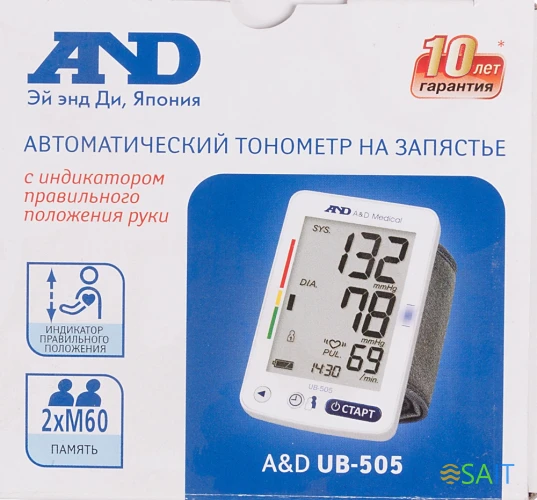 AND
Эй энд Ди, Япония
10 лет*
гарантия
АВТОМАТИЧЕСКИЙ ТОНОМЕТР НА ЗАПЯСТЬЕ
с индикатором
правильного
положения руки
ИНДИКАТОР
ПРАВИЛЬНОГО
ПОЛОЖЕНИЯ
2xM60
ПАМЯТЬ
AND A&D Medical
SYS.
132
mmHg
DIA.
78
mmHg
PUL.
69
/min.
14:30
UB-505
СТАРТ
A&D UB-505
SAIT